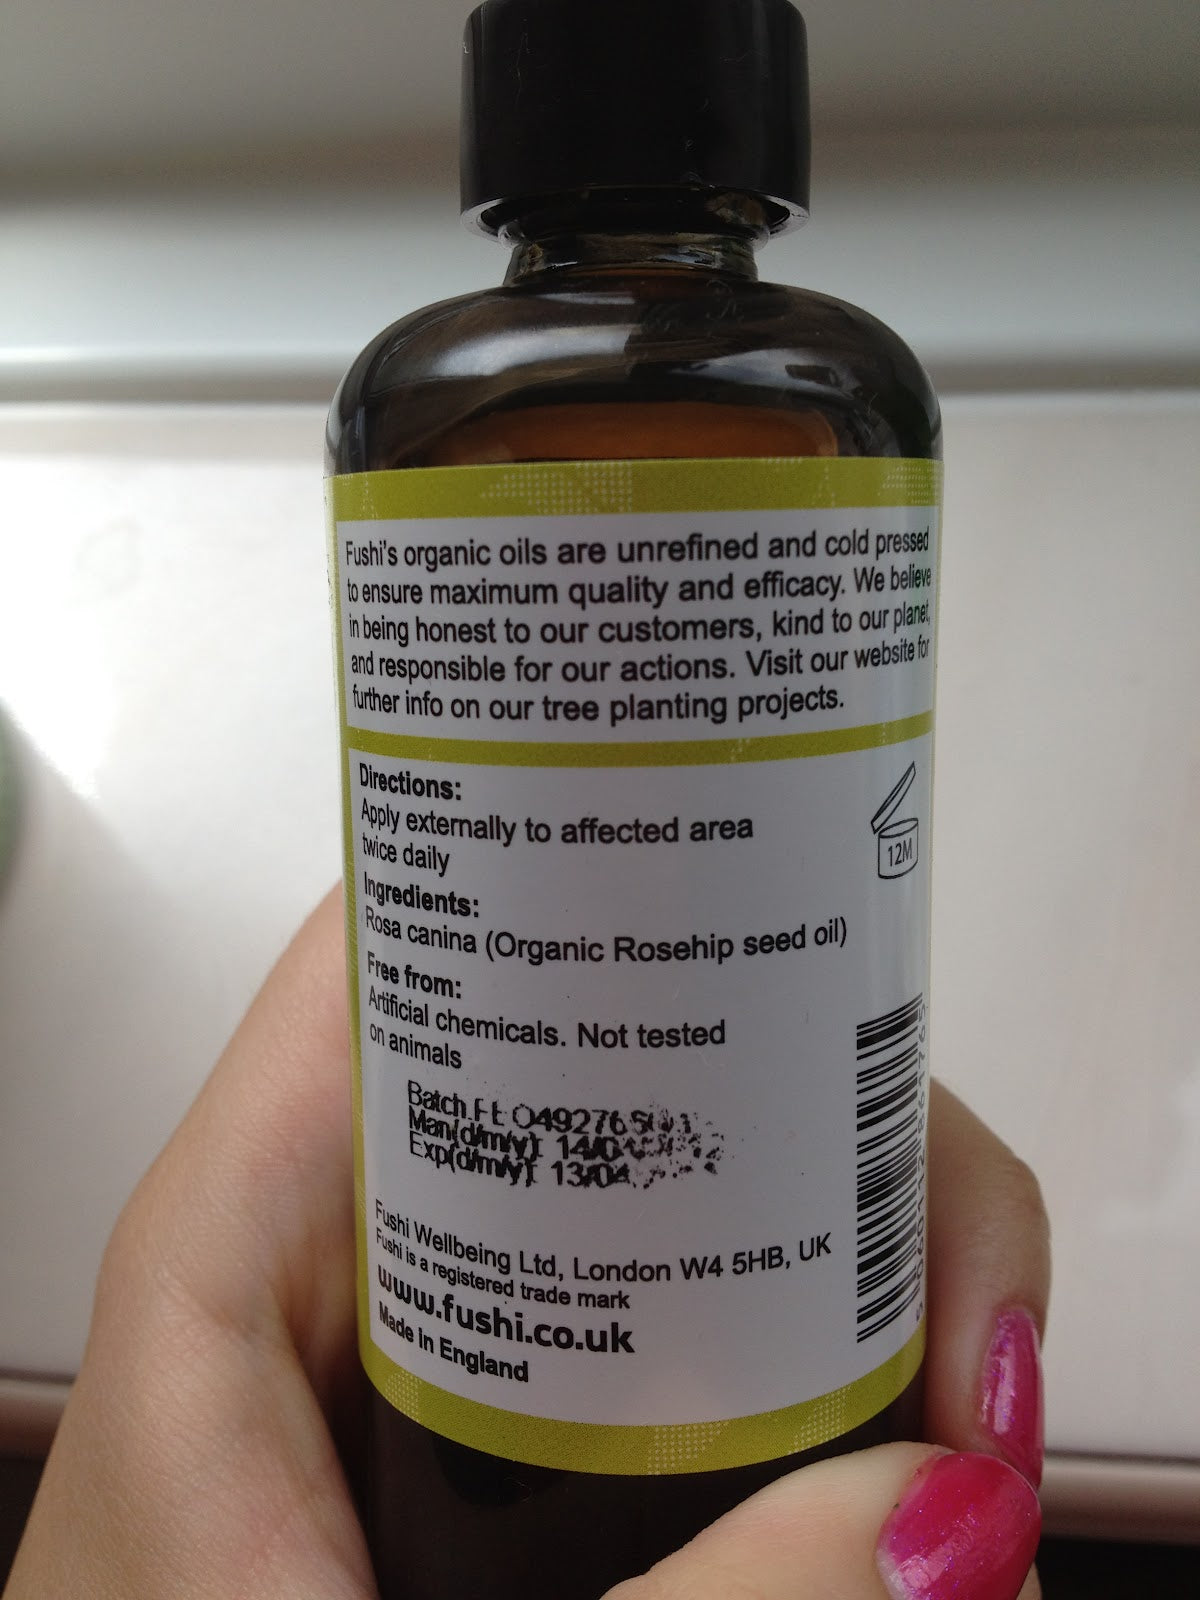 Fushi's organic oils are unrefined and cold pressed
to ensure maximum quality and efficacy. We believe
in being honest to our customers, kind to our planet,
and responsible for our actions. Visit our website for
further info on our tree planting projects.
Directions:
Apply externally to affected area
twice daily
12M
Ingredients:
Rosa canina (Organic Rosehip seed oil)
Free from:
Artificial chemicals. Not tested
on animals
Batch
Man(d/m/y):
Exp(d/m/y):
Fushi Wellbeing Ltd, London W4 5HB, UK
Fushi is a registered trade mark
www.fushi.co.uk
Made in England